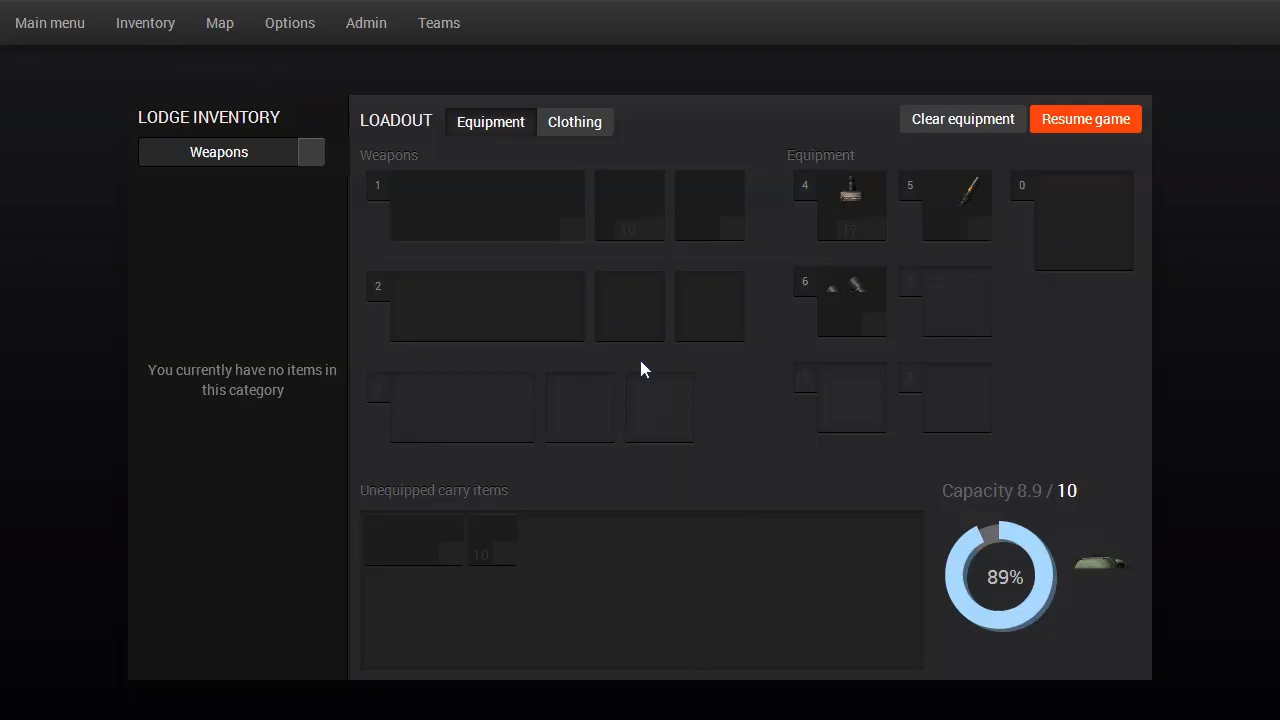 Main menu Inventory Map Options Admin Teams
LODGE INVENTORY
Weapons
You currently have no items in
this category
LOADOUT Equipment Clothing Clear equipment Resume game
Weapons Equipment
1 10 4 17 5 0
2 6
Unequipped carry items
10
Capacity 8.9 / 10
89%